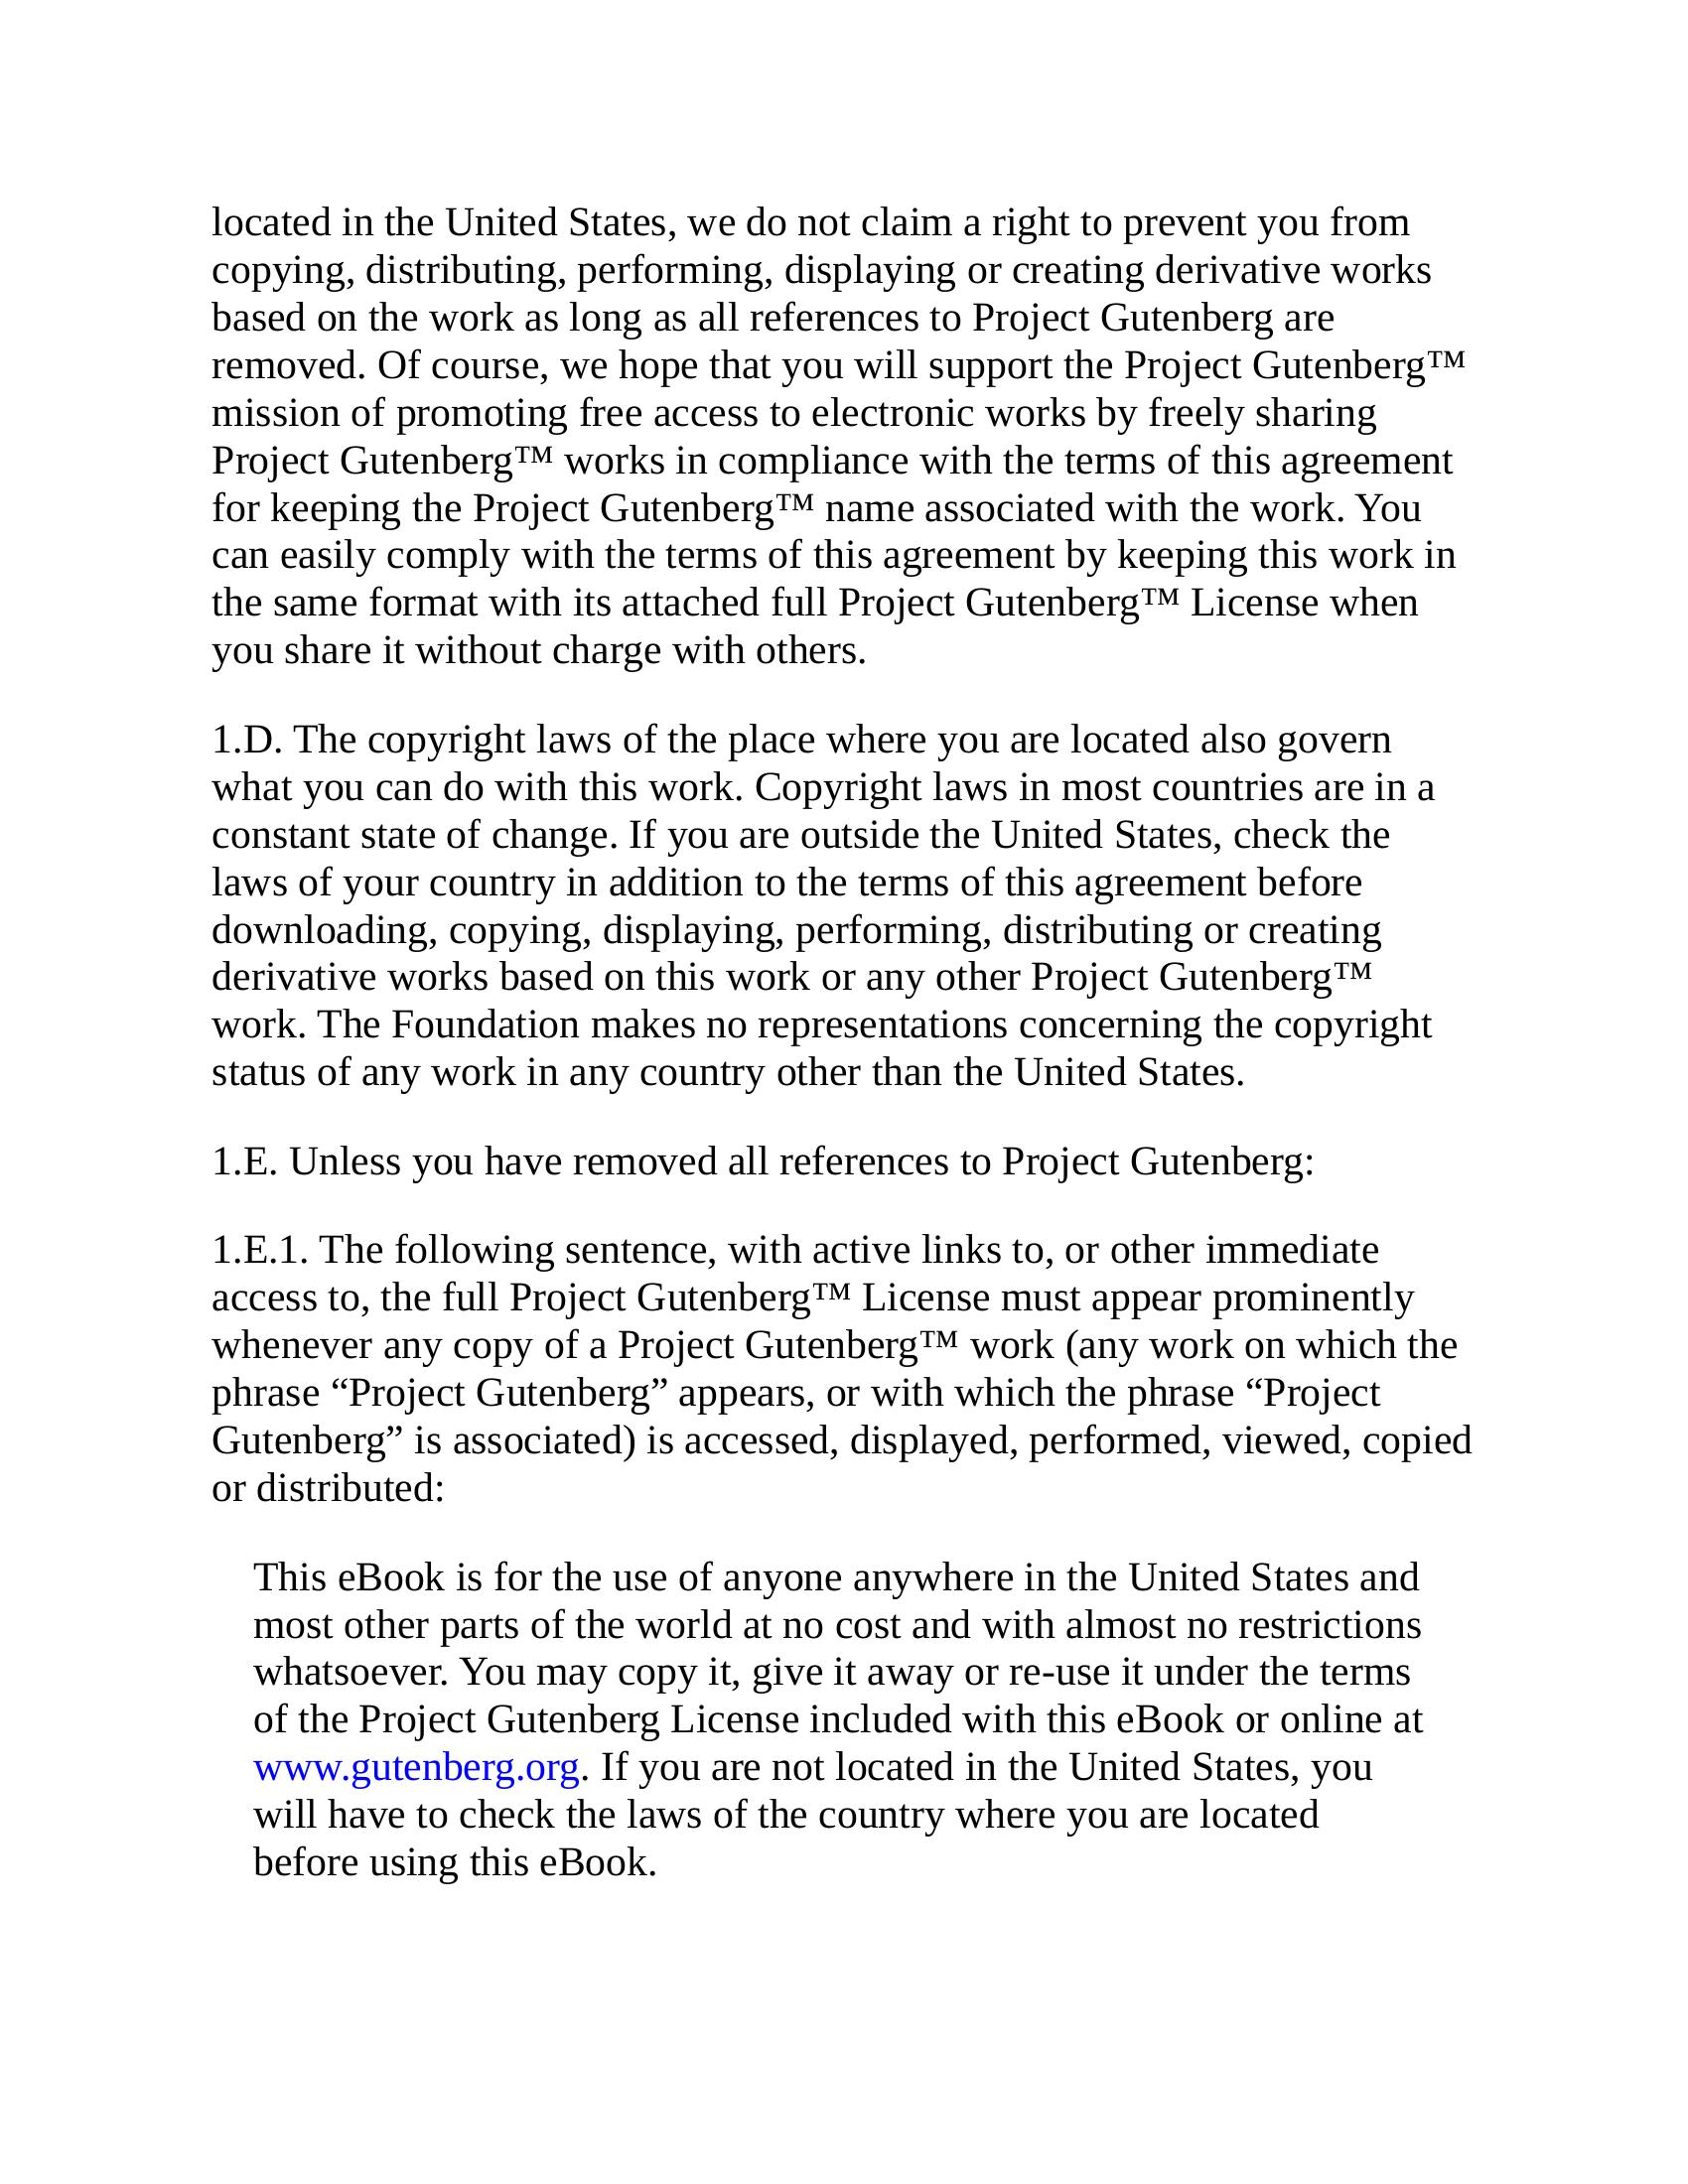 located in the United States, we do not claim a right to prevent you from
copying, distributing, performing, displaying or creating derivative works
based on the work as long as all references to Project Gutenberg are
removed. Of course, we hope that you will support the Project Gutenberg™
mission of promoting free access to electronic works by freely sharing
Project Gutenberg™ works in compliance with the terms of this agreement
for keeping the Project Gutenberg™ name associated with the work. You
can easily comply with the terms of this agreement by keeping this work in
the same format with its attached full Project Gutenberg™ License when
you share it without charge with others.
1.D. The copyright laws of the place where you are located also govern
what you can do with this work. Copyright laws in most countries are in a
constant state of change. If you are outside the United States, check the
laws of your country in addition to the terms of this agreement before
downloading, copying, displaying, performing, distributing or creating
derivative works based on this work or any other Project Gutenberg™
work. The Foundation makes no representations concerning the copyright
status of any work in any country other than the United States.
1.E. Unless you have removed all references to Project Gutenberg:
1.E.1. The following sentence, with active links to, or other immediate
access to, the full Project Gutenberg™ License must appear prominently
whenever any copy of a Project Gutenberg™ work (any work on which the
phrase “Project Gutenberg” appears, or with which the phrase “Project
Gutenberg” is associated) is accessed, displayed, performed, viewed, copied
or distributed:
This eBook is for the use of anyone anywhere in the United States and
most other parts of the world at no cost and with almost no restrictions
whatsoever. You may copy it, give it away or re-use it under the terms
of the Project Gutenberg License included with this eBook or online at
www.gutenberg.org. If you are not located in the United States, you
will have to check the laws of the country where you are located
before using this eBook.